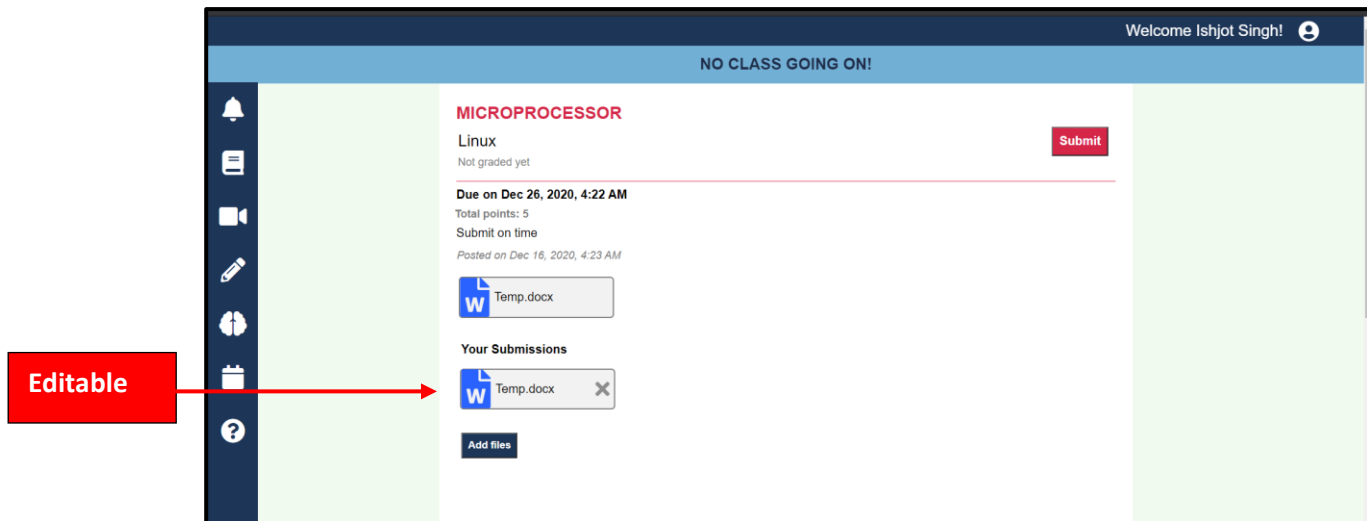 Welcome Ishjot Singh!
NO CLASS GOING ON!
MICROPROCESSOR
Linux
Submit
Not graded yet
Due on Dec 26, 2020, 4:22 AM
Total points: 5
Submit on time
Posted on Dec 16, 2020, 4:23 AM
W Temp.docx
Your Submissions
Editable
W Temp.docx
Add files